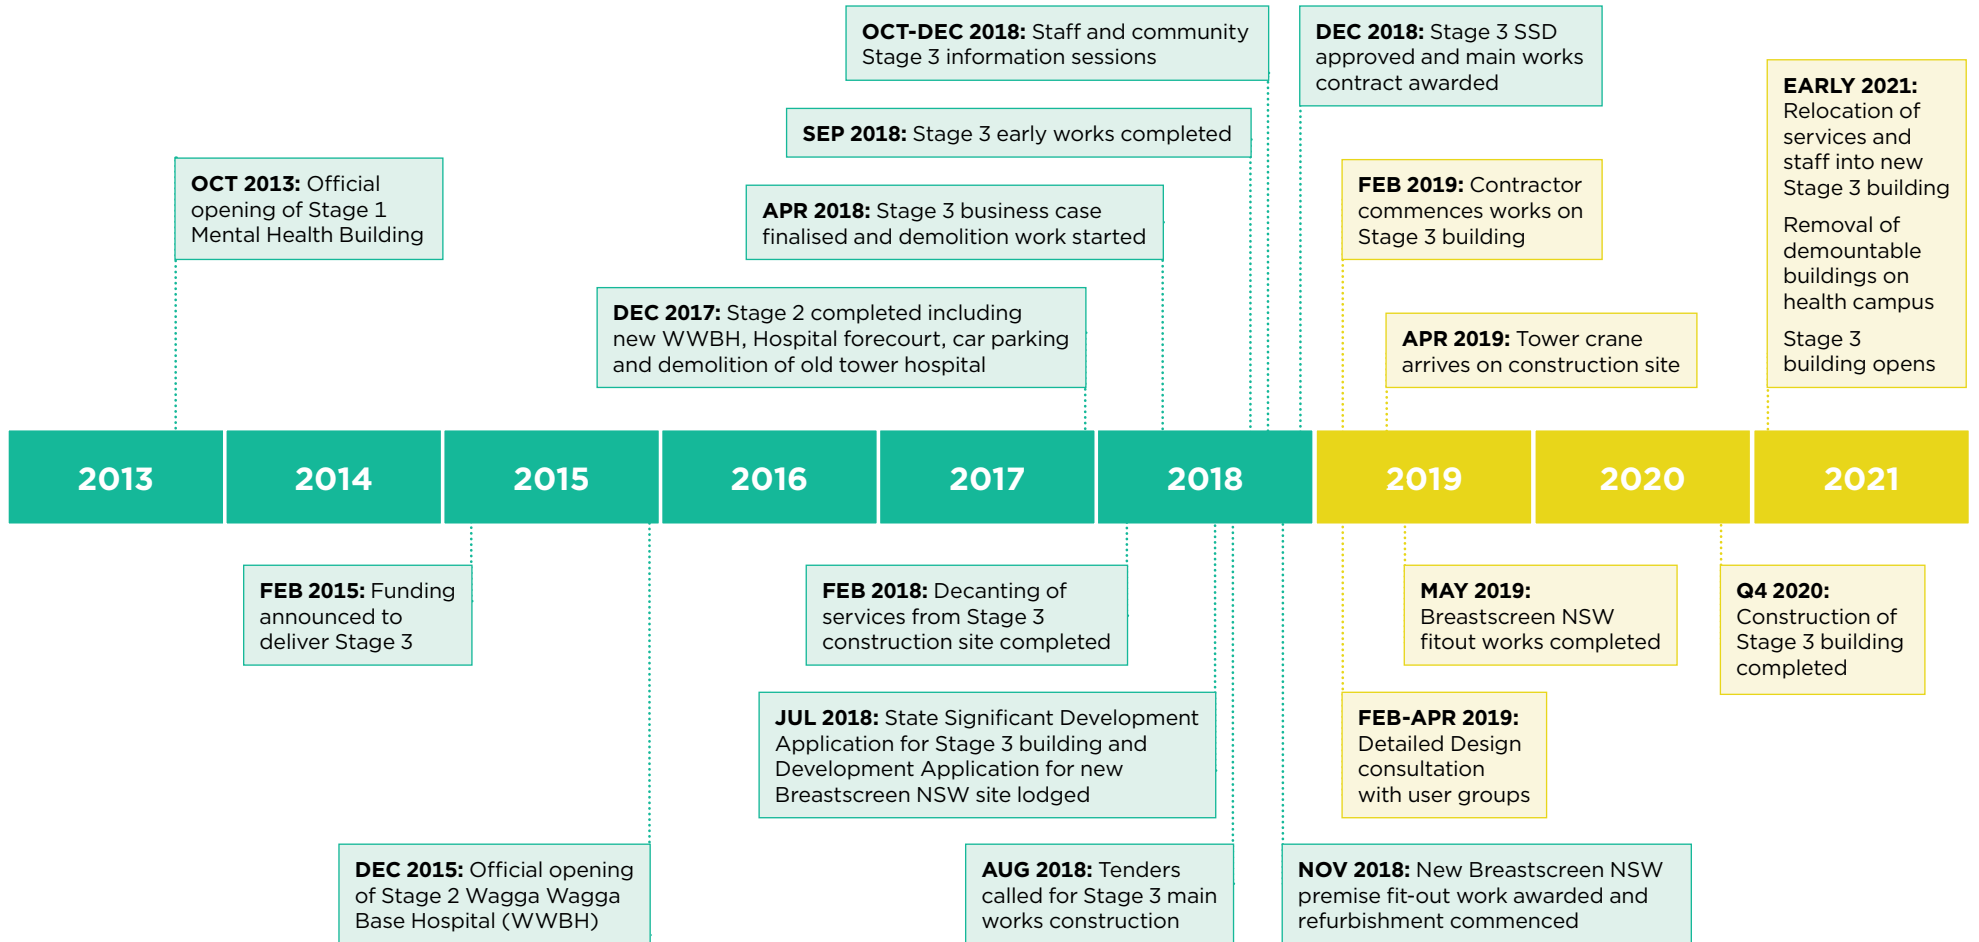 OCT-DEC 2018: Staff and community
Stage 3 information sessions
DEC 2018: Stage 3 SSD
approved and main works
contract awarded
EARLY 2021:
Relocation of
services and
staff into new
Stage 3 building
Removal of
demountable
buildings on
health campus
Stage 3
building opens
SEP 2018: Stage 3 early works completed
OCT 2013: Official
opening of Stage 1
Mental Health Building
APR 2018: Stage 3 business case
finalised and demolition work started
FEB 2019: Contractor
commences works on
Stage 3 building
DEC 2017: Stage 2 completed including
new WWBH, Hospital forecourt, car parking
and demolition of old tower hospital
APR 2019: Tower crane
arrives on construction site
2013
2014
2015
2016
2017
2018
2019
2020
2021
FEB 2015: Funding
announced to
deliver Stage 3
FEB 2018: Decanting of
services from Stage 3
construction site completed
MAY 2019:
Breastscreen NSW
fitout works completed
Q4 2020:
Construction of
Stage 3 building
completed
JUL 2018: State Significant Development
Application for Stage 3 building and
Development Application for new
Breastscreen NSW site lodged
FEB-APR 2019:
Detailed Design
consultation
with user groups
DEC 2015: Official opening
of Stage 2 Wagga Wagga
Base Hospital (WWBH)
AUG 2018: Tenders
called for Stage 3 main
works construction
NOV 2018: New Breastscreen NSW
premise fit-out work awarded and
refurbishment commenced